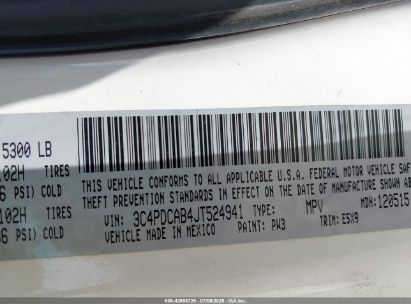 5300 LB
02H TIRES
6 PSI) COLD
102H TIRES
6 PSI) COLD
THIS VEHICLE CONFORMS TO ALL APPLICABLE U.S.A. FEDERAL MOTOR VEHICLE
THEFT PREVENTION STANDARDS IN EFFECT ON THE DATE OF MANUFACTURE SHOWN
VIN: 3C4PDCAB4JT524941 TYPE: MPV MDH: 120515
VEHICLE MADE IN MEXICO PAINT: PW3 TRIM: E5X9